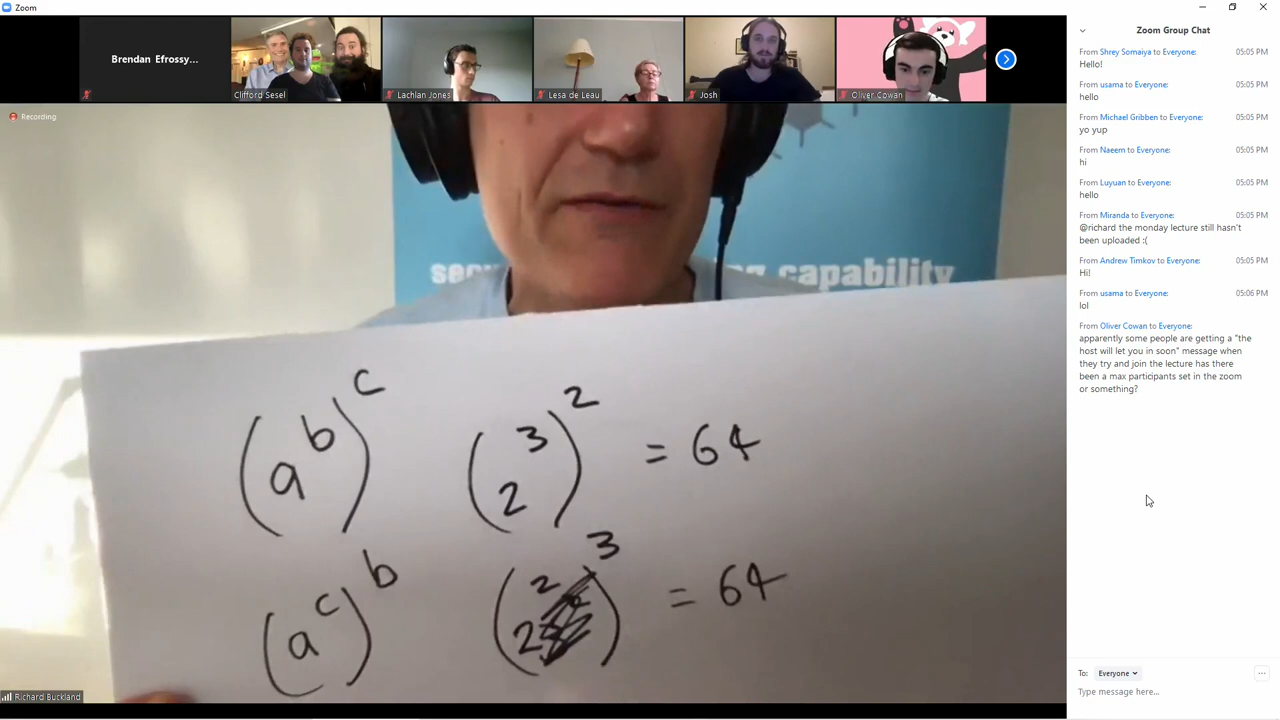 Zoom
Brendan Efrossy...
Clifford Sesel
Lachlan Jones
Lesa de Leau
Josh
Oliver Cowan
Recording
capability
(a^b)^c (2^3)^2 = 64
(a^c)^b (2^2)^3 = 64
Richard Buckland
Zoom Group Chat
From Shrey Somaiya to Everyone: 05:05 PM
Hello!
From usama to Everyone: 05:05 PM
hello
From Michael Gribben to Everyone: 05:05 PM
yo yup
From Naeem to Everyone: 05:05 PM
hi
From Luyuan to Everyone: 05:05 PM
hello
From Miranda to Everyone: 05:05 PM
@richard the monday lecture still hasn't
been uploaded :(
From Andrew Timkov to Everyone: 05:05 PM
Hi!
From usama to Everyone: 05:06 PM
lol
From Oliver Cowan to Everyone:
apparently some people are getting a "the
host will let you in soon" message when
they try and join the lecture has there
been a max participants set in the zoom
or something?
To: Everyone
Type message here...